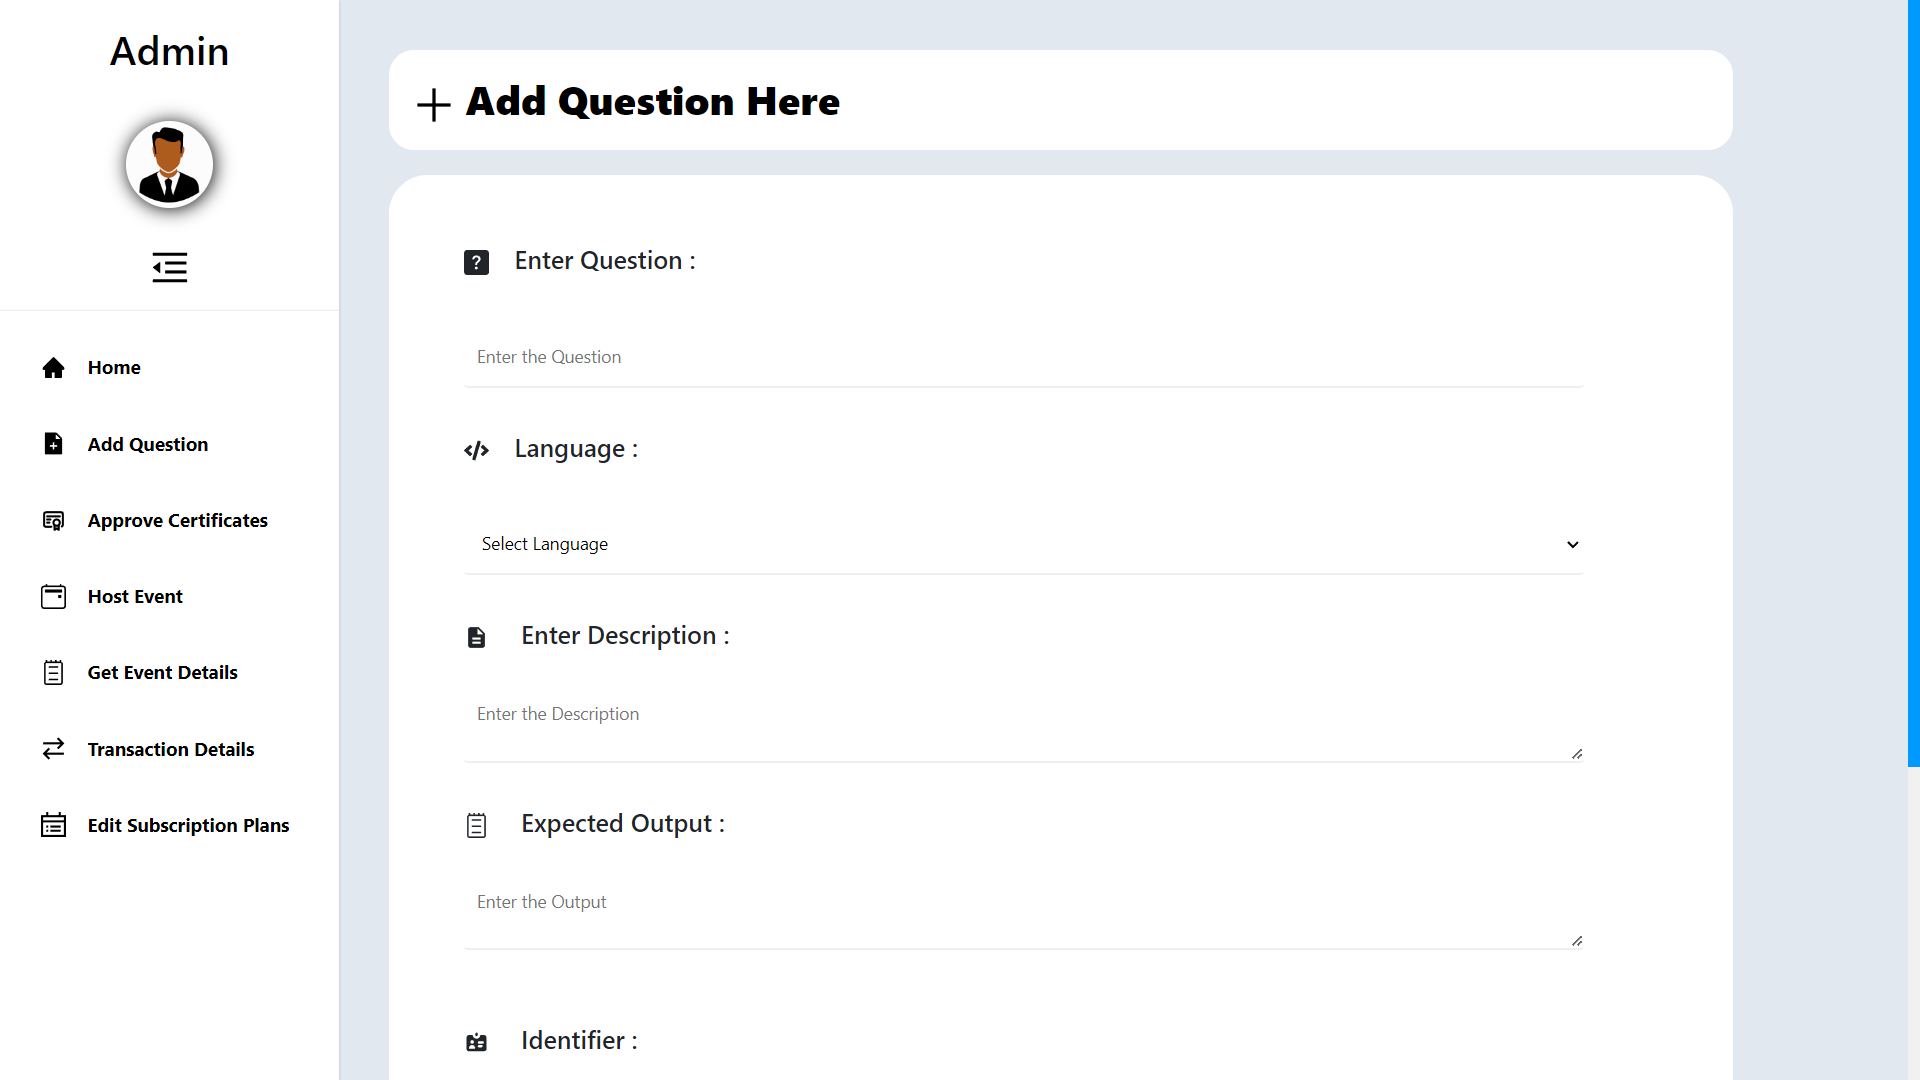 Admin
Home
Add Question
Approve Certificates
Host Event
Get Event Details
Transaction Details
Edit Subscription Plans
Add Question Here
Enter Question :
Enter the Question
Language :
Select Language
Enter Description :
Enter the Description
Expected Output :
Enter the Output
Identifier :